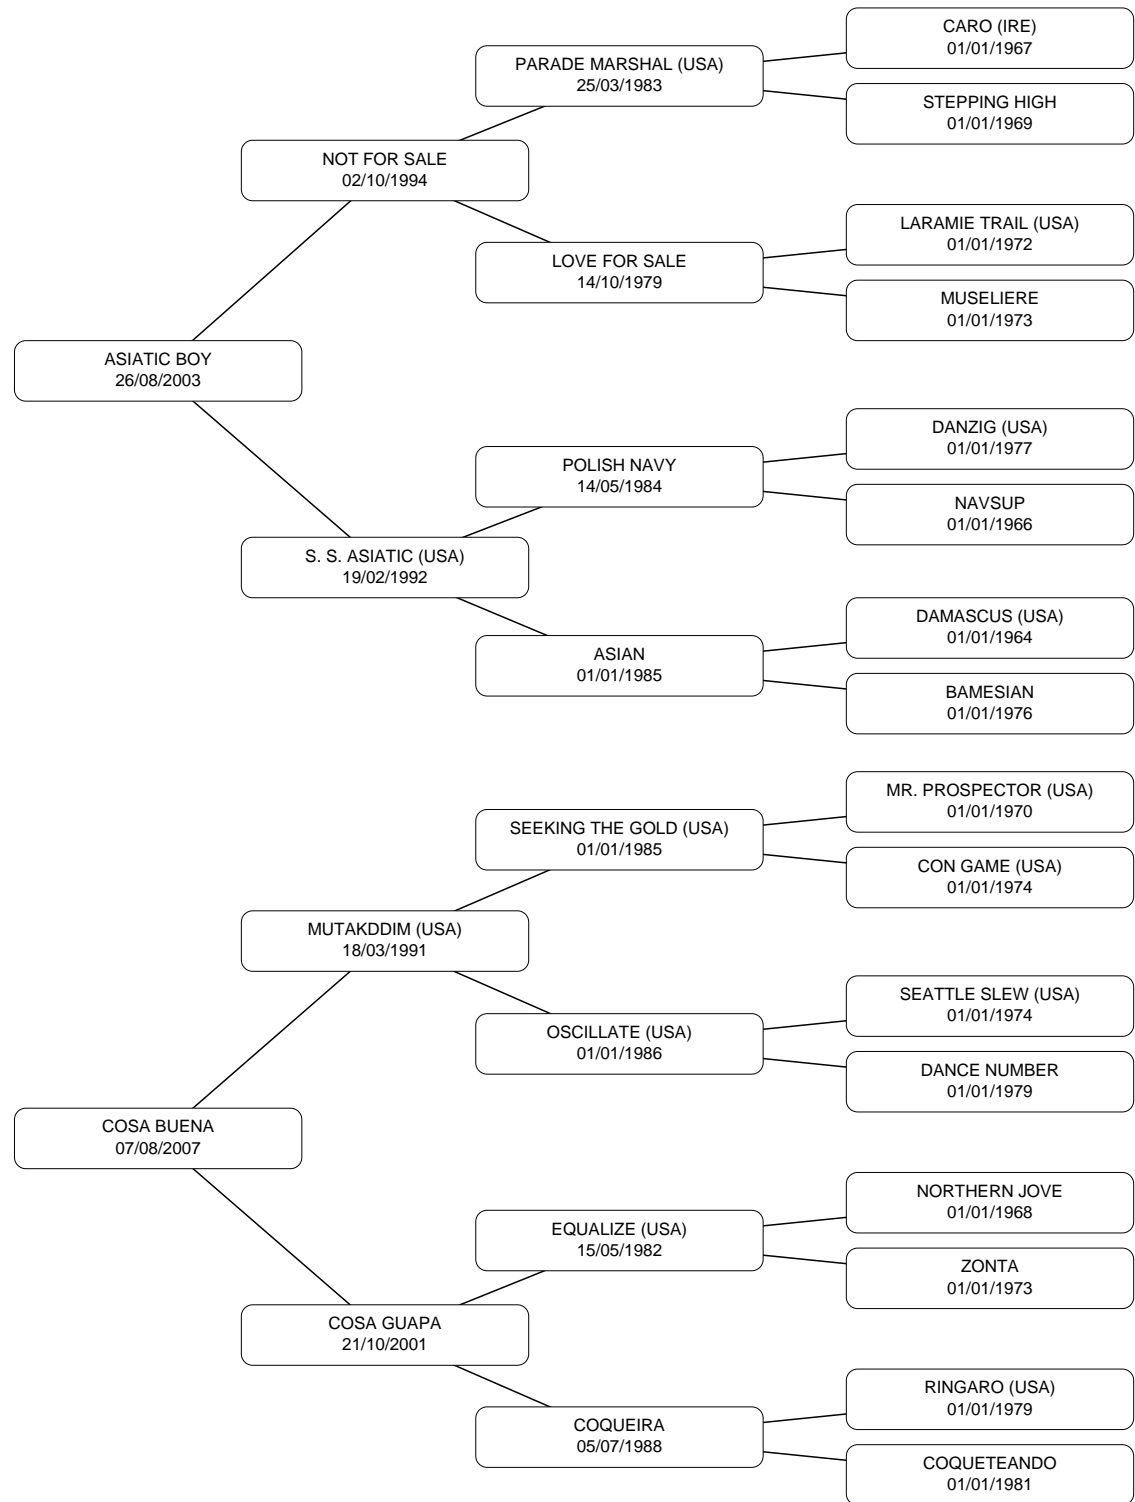 CARO (IRE)
01/01/1967
PARADE MARSHAL (USA)
25/03/1983
STEPPING HIGH
01/01/1969
NOT FOR SALE
02/10/1994
LARAMIE TRAIL (USA)
01/01/1972
LOVE FOR SALE
14/10/1979
MUSELIERE
01/01/1973
ASIATIC BOY
26/08/2003
DANZIG (USA)
01/01/1977
POLISH NAVY
14/05/1984
NAVSUP
01/01/1966
S. S. ASIATIC (USA)
19/02/1992
DAMASCUS (USA)
01/01/1964
ASIAN
01/01/1985
BAMESIAN
01/01/1976
MR. PROSPECTOR (USA)
01/01/1970
SEEKING THE GOLD (USA)
01/01/1985
CON GAME (USA)
01/01/1974
MUTAKDDIM (USA)
18/03/1991
SEATTLE SLEW (USA)
01/01/1974
OSCILLATE (USA)
01/01/1986
DANCE NUMBER
01/01/1979
COSA BUENA
07/08/2007
NORTHERN JOVE
01/01/1968
EQUALIZE (USA)
15/05/1982
ZONTA
01/01/1973
COSA GUAPA
21/10/2001
RINGARO (USA)
01/01/1979
COQUEIRA
05/07/1988
COQUETEANDO
01/01/1981